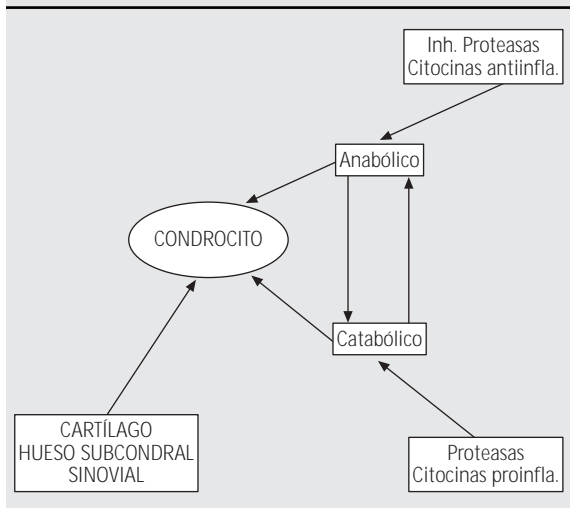 Inh. Proteasas
Citocinas antiinfla.
Anabólico
CONDROCITO
Catabólico
CARTÍLAGO
HUESO SUBCONDRAL
SINOVIAL
Proteasas
Citocinas proinfla.